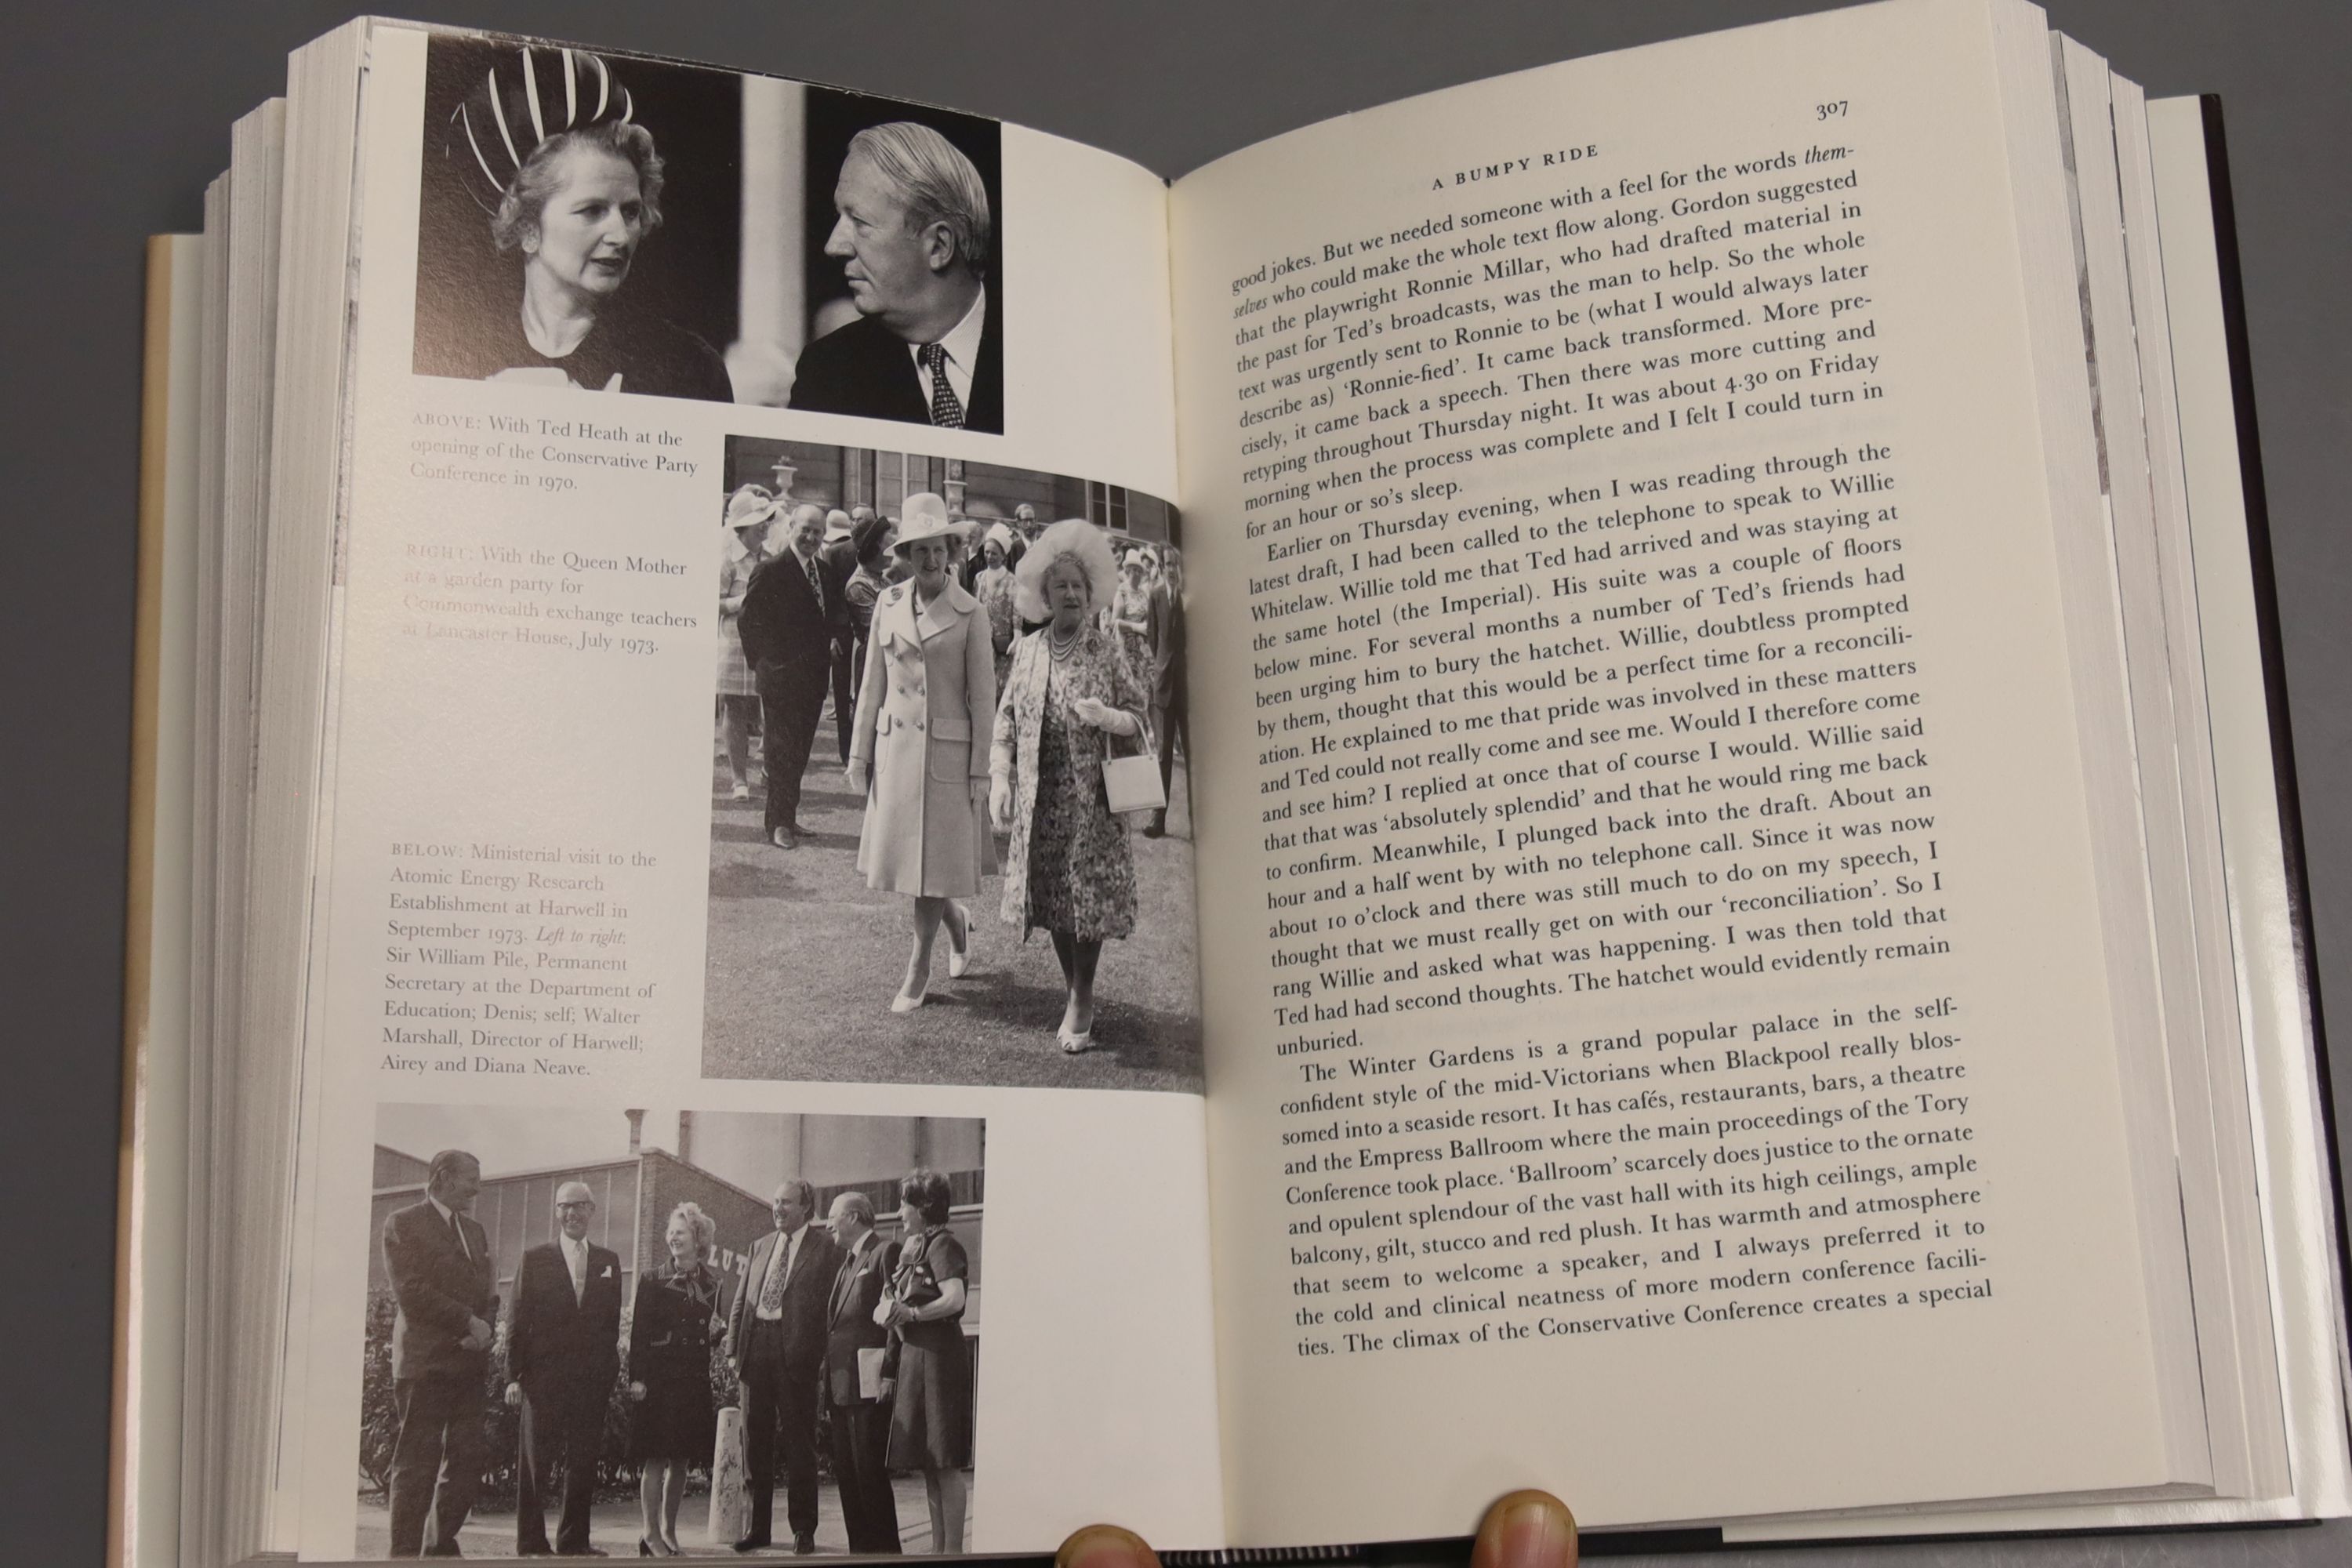 ABOVE: With Ted Heath at the
opening of the Conservative Party
Conference in 1970.
RIGHT: With the Queen Mother
at a garden party for
Commonwealth exchange teachers
at Lancaster House, July 1973.
BELOW: Ministerial visit to the
Atomic Energy Research
Establishment at Harwell in
September 1973. Left to right:
Sir William Pile, Permanent
Secretary at the Department of
Education; Denis; self; Walter
Marshall, Director of Harwell;
Airey and Diana Neave.
LUT
A BUMPY RIDE 307
good jokes. But we needed someone with a feel for the words them-
selves who could make the whole text flow along. Gordon suggested
that the playwright Ronnie Millar, who had drafted material in
the past for Ted's broadcasts, was the man to help. So the whole
text was urgently sent to Ronnie to be (what I would always later
describe as) 'Ronnie-fied'. It came back transformed. More pre-
cisely, it came back a speech. Then there was more cutting and
retyping throughout Thursday night. It was about 4.30 on Friday
morning when the process was complete and I felt I could turn in
for an hour or so's sleep.
Earlier on Thursday evening, when I was reading through the
latest draft, I had been called to the telephone to speak to Willie
Whitelaw. Willie told me that Ted had arrived and was staying at
the same hotel (the Imperial). His suite was a couple of floors
below mine. For several months a number of Ted's friends had
been urging him to bury the hatchet. Willie, doubtless prompted
by them, thought that this would be a perfect time for a reconcili-
ation. He explained to me that pride was involved in these matters
and Ted could not really come and see me. Would I therefore come
and see him? I replied at once that of course I would. Willie said
that that was 'absolutely splendid' and that he would ring me back
to confirm. Meanwhile, I plunged back into the draft. About an
hour and a half went by with no telephone call. Since it was now
about 10 o'clock and there was still much to do on my speech, I
thought that we must really get on with our 'reconciliation'. So I
rang Willie and asked what was happening. I was then told that
Ted had had second thoughts. The hatchet would evidently remain
unburied.
The Winter Gardens is a grand popular palace in the self-
confident style of the mid-Victorians when Blackpool really blos-
somed into a seaside resort. It has cafés, restaurants, bars, a theatre
and the Empress Ballroom where the main proceedings of the Tory
Conference took place. 'Ballroom' scarcely does justice to the ornate
and opulent splendour of the vast hall with its high ceilings, ample
balcony, gilt, stucco and red plush. It has warmth and atmosphere
that seem to welcome a speaker, and I always preferred it to
the cold and clinical neatness of more modern conference facili-
ties. The climax of the Conservative Conference creates a special